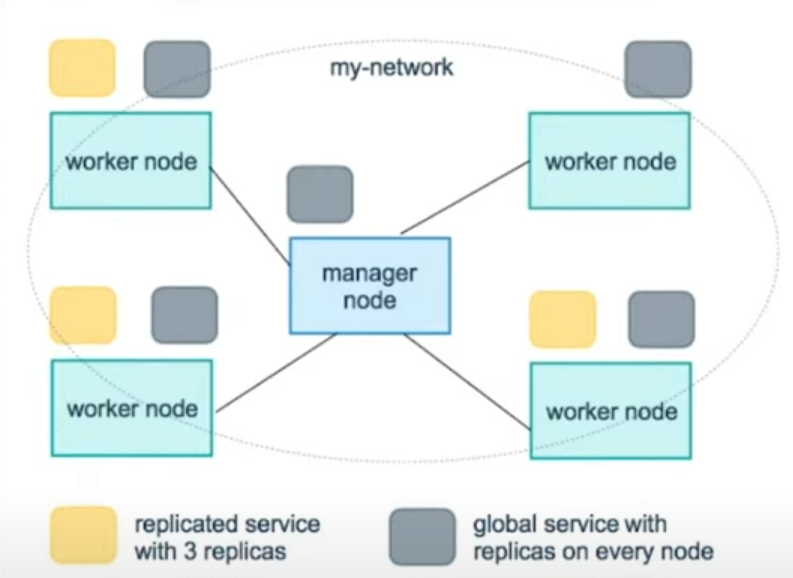 my-network
worker node
worker node
manager
node
worker node
worker node
replicated service
with 3 replicas
global service with
replicas on every node